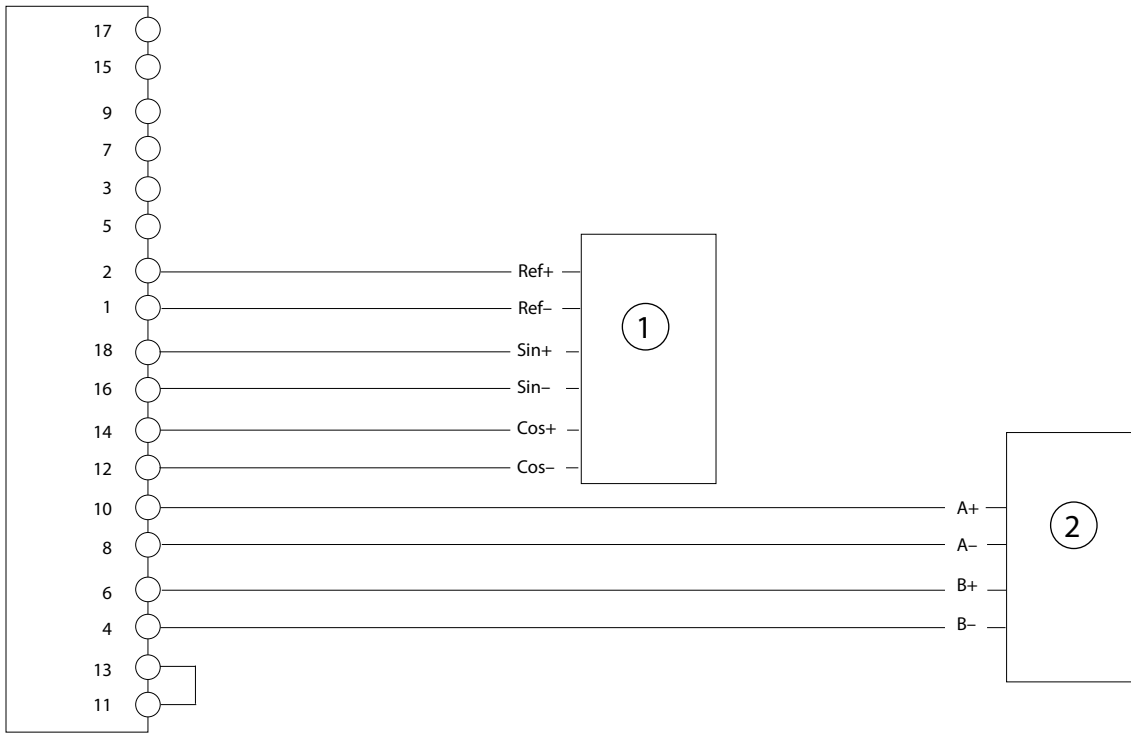 17
15
9
7
3
5
2 Ref+
1 Ref–
1
18 Sin+
16 Sin–
14 Cos+
12 Cos–
10 A+
2
8 A–
6 B+
4 B–
13
11